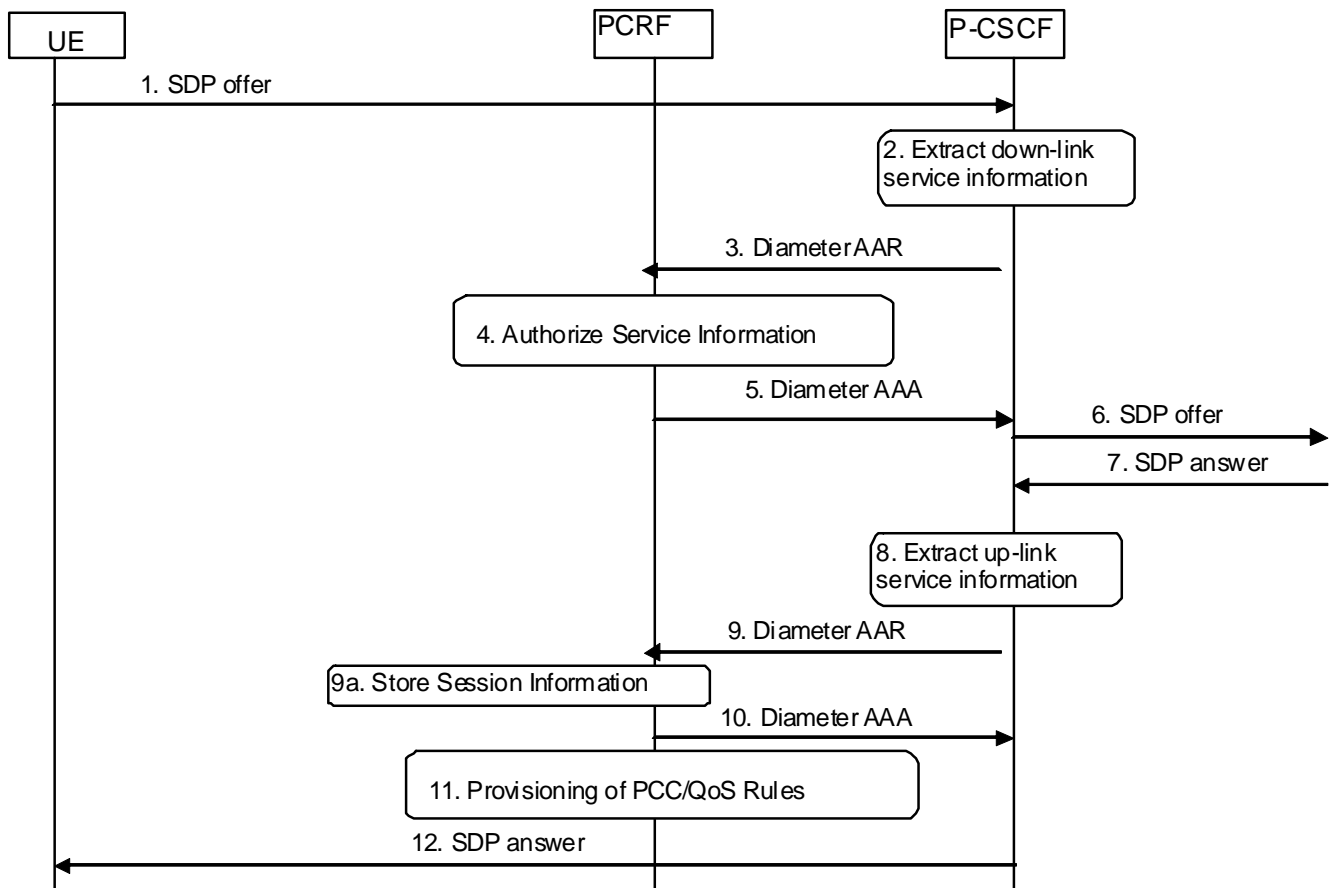 UE
PCRF
P-CSCF
1. SDP offer
2. Extract down-link
service information
3. Diameter AAR
4. Authorize Service Information
5. Diameter AAA
6. SDP offer
7. SDP answer
8. Extract up-link
service information
9. Diameter AAR
9a. Store Session Information
10. Diameter AAA
11. Provisioning of PCC/QoS Rules
12. SDP answer